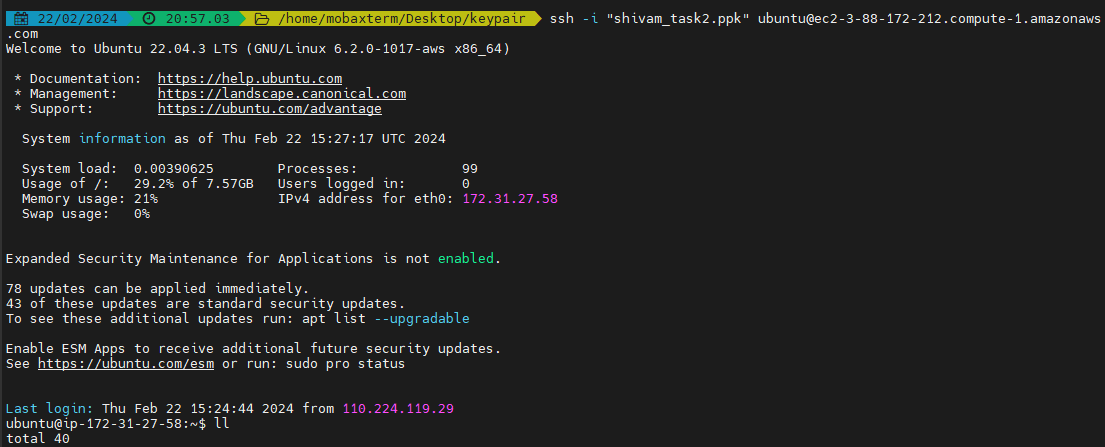 22/02/2024 20:57.03 /home/mobaxterm/Desktop/keypair ssh -i "shivam_task2.ppk" ubuntu@ec2-3-88-172-212.compute-1.amazonaws
.com
Welcome to Ubuntu 22.04.3 LTS (GNU/Linux 6.2.0-1017-aws x86_64)
* Documentation: https://help.ubuntu.com
* Management: https://landscape.canonical.com
* Support: https://ubuntu.com/advantage
System information as of Thu Feb 22 15:27:17 UTC 2024
System load: 0.00390625 Processes: 99
Usage of /: 29.2% of 7.57GB Users logged in: 0
Memory usage: 21% IPv4 address for eth0: 172.31.27.58
Swap usage: 0%
Expanded Security Maintenance for Applications is not enabled.
78 updates can be applied immediately.
43 of these updates are standard security updates.
To see these additional updates run: apt list --upgradable
Enable ESM Apps to receive additional future security updates.
See https://ubuntu.com/esm or run: sudo pro status
Last login: Thu Feb 22 15:24:44 2024 from 110.224.119.29
ubuntu@ip-172-31-27-58:~$ ll
total 40